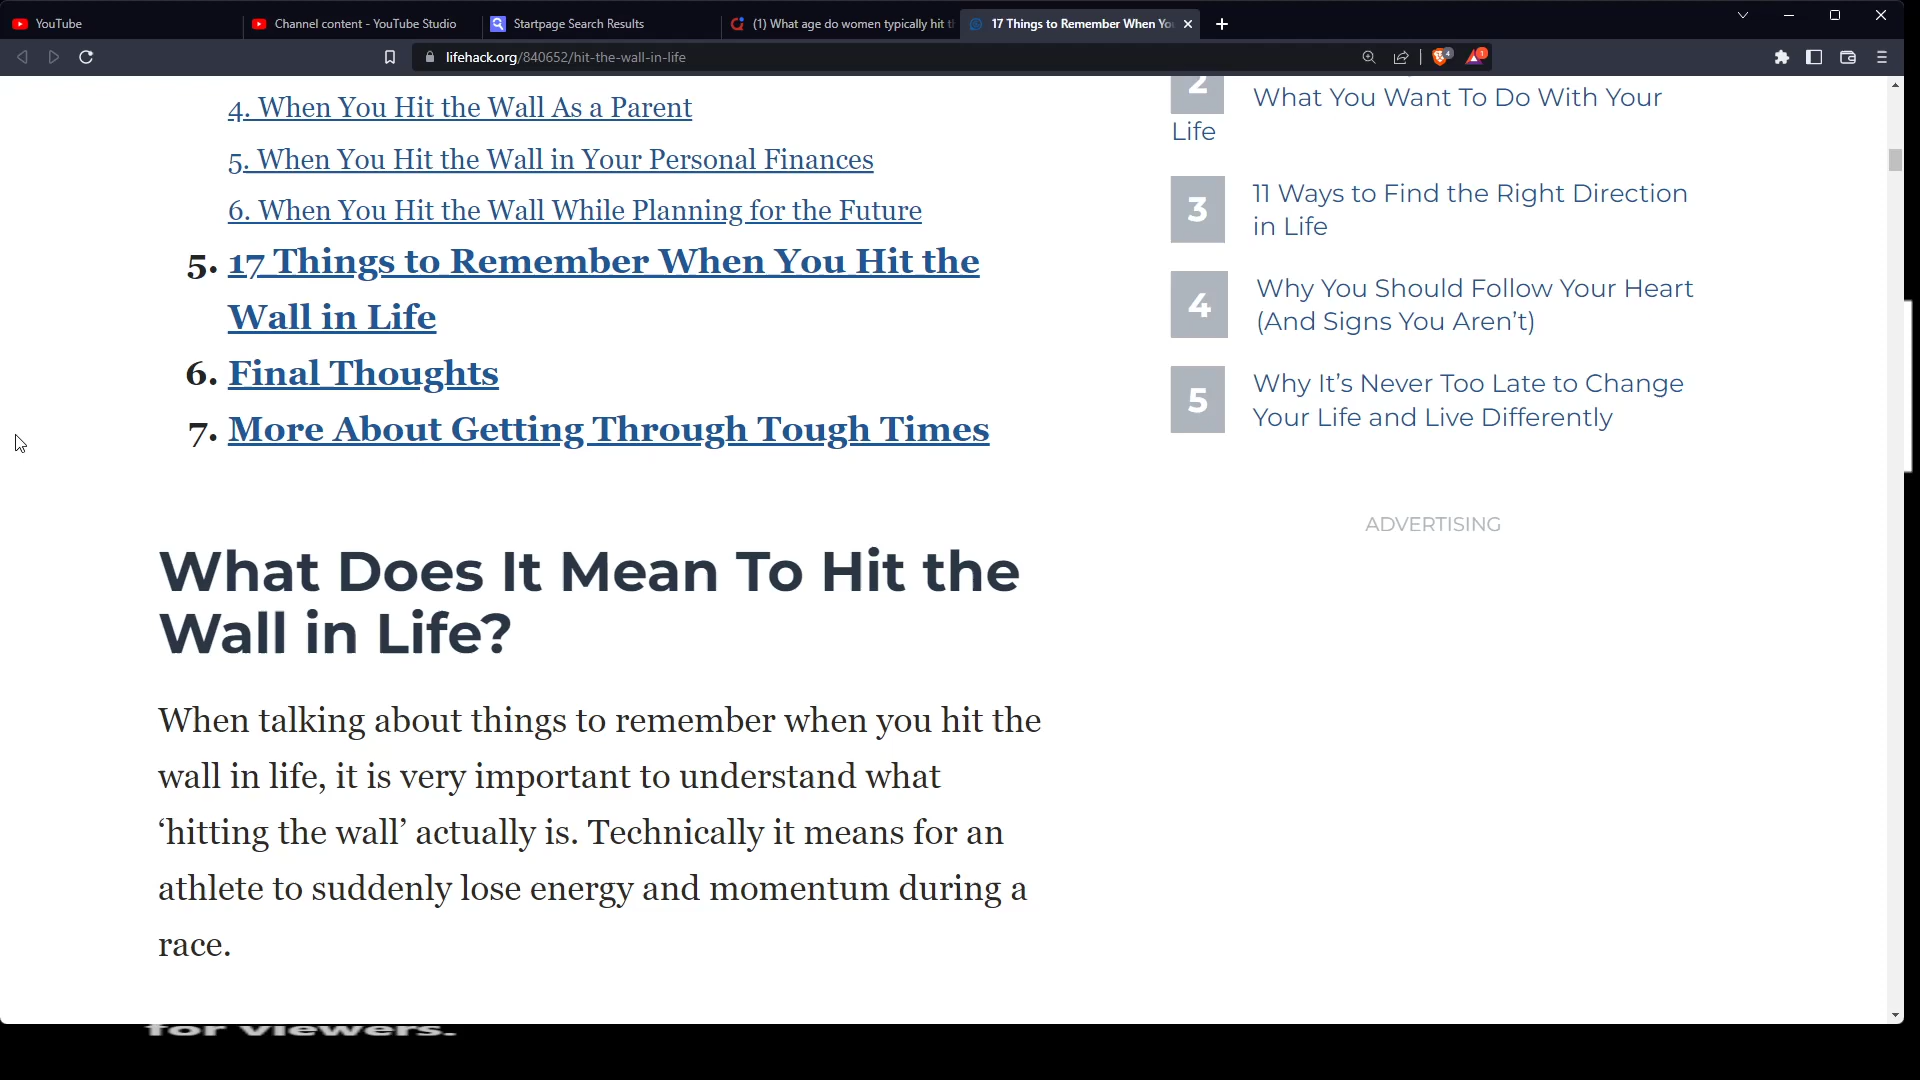 YouTube
Channel content - YouTube Studio
Startpage Search Results
(1) What age do women typically hit t
17 Things to Remember When Yo
lifehack.org/840652/hit-the-wall-in-life
4
1
4. When You Hit the Wall As a Parent
5. When You Hit the Wall in Your Personal Finances
6. When You Hit the Wall While Planning for the Future
5. 17 Things to Remember When You Hit the
Wall in Life
6. Final Thoughts
7. More About Getting Through Tough Times
What Does It Mean To Hit the
Wall in Life?
When talking about things to remember when you hit the
wall in life, it is very important to understand what
‘hitting the wall’ actually is. Technically it means for an
athlete to suddenly lose energy and momentum during a
race.
2 What You Want To Do With Your
Life
3 11 Ways to Find the Right Direction
in Life
4 Why You Should Follow Your Heart
(And Signs You Aren’t)
5 Why It’s Never Too Late to Change
Your Life and Live Differently
ADVERTISING
for viewers.